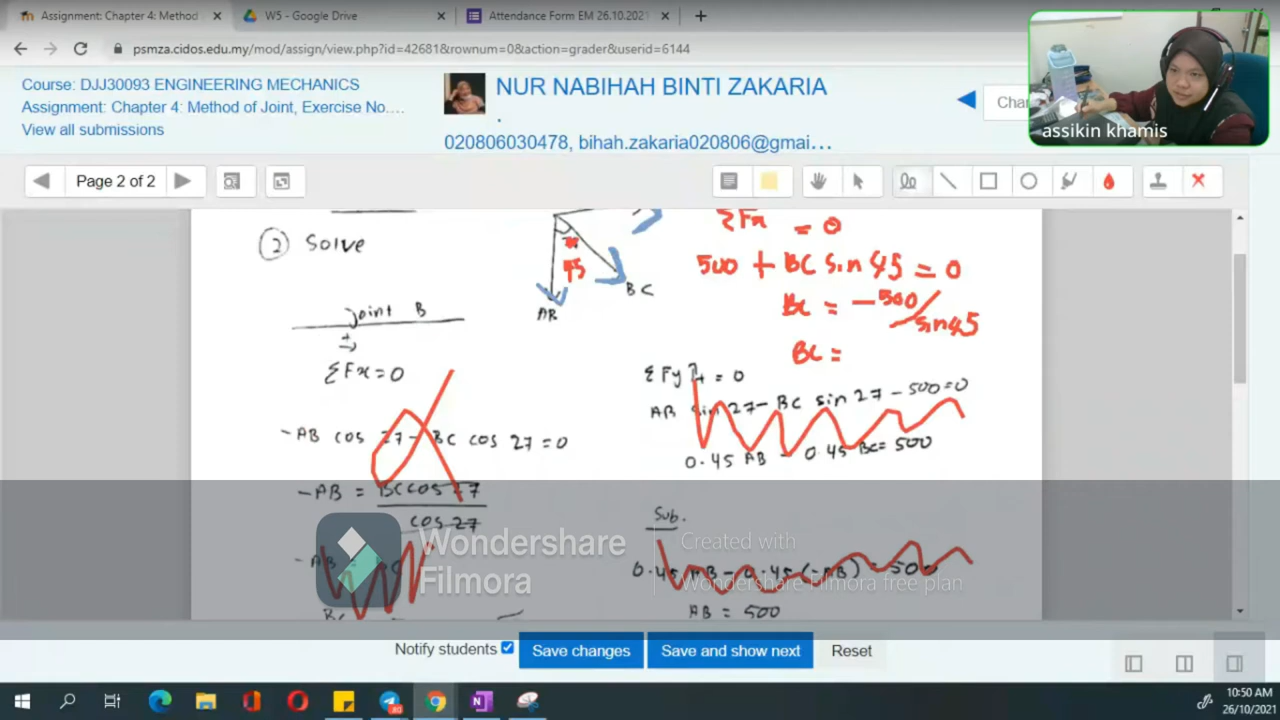 Assignment: Chapter 4: Method
W5 - Google Drive
Attendance Form EM 26.10.2021
psmza.cidos.edu.my/mod/assign/view.php?id=42681&rownum=0&action=grader&userid=6144
Course: DJJ30093 ENGINEERING MECHANICS
Assignment: Chapter 4: Method of Joint, Exercise No....
View all submissions
NUR NABIHAH BINTI ZAKARIA
.
020806030478, bihah.zakaria020806@gmai...
Cha
assikin khamis
Page 2 of 2
② Solve
45
BC
AB
ΣFx = 0
500 + BC sin 45 = 0
BC = -500/sin45
BC =
Joint B
ΣFx=0
-AB cos 27 - BC cos 27 = 0
-AB = BC cos 27
cos 27
ΣFy ↑+ = 0
AB sin 27 - BC sin 27 - 500 = 0
0.45 AB - 0.45 BC = 500
Sub.
0.45 AB - 0.45 (-AB) = 500
AB = 500
Wondershare
Filmora
Created with
Wondershare Filmora free plan
Notify students
Save changes
Save and show next
Reset
10:50 AM
26/10/2021